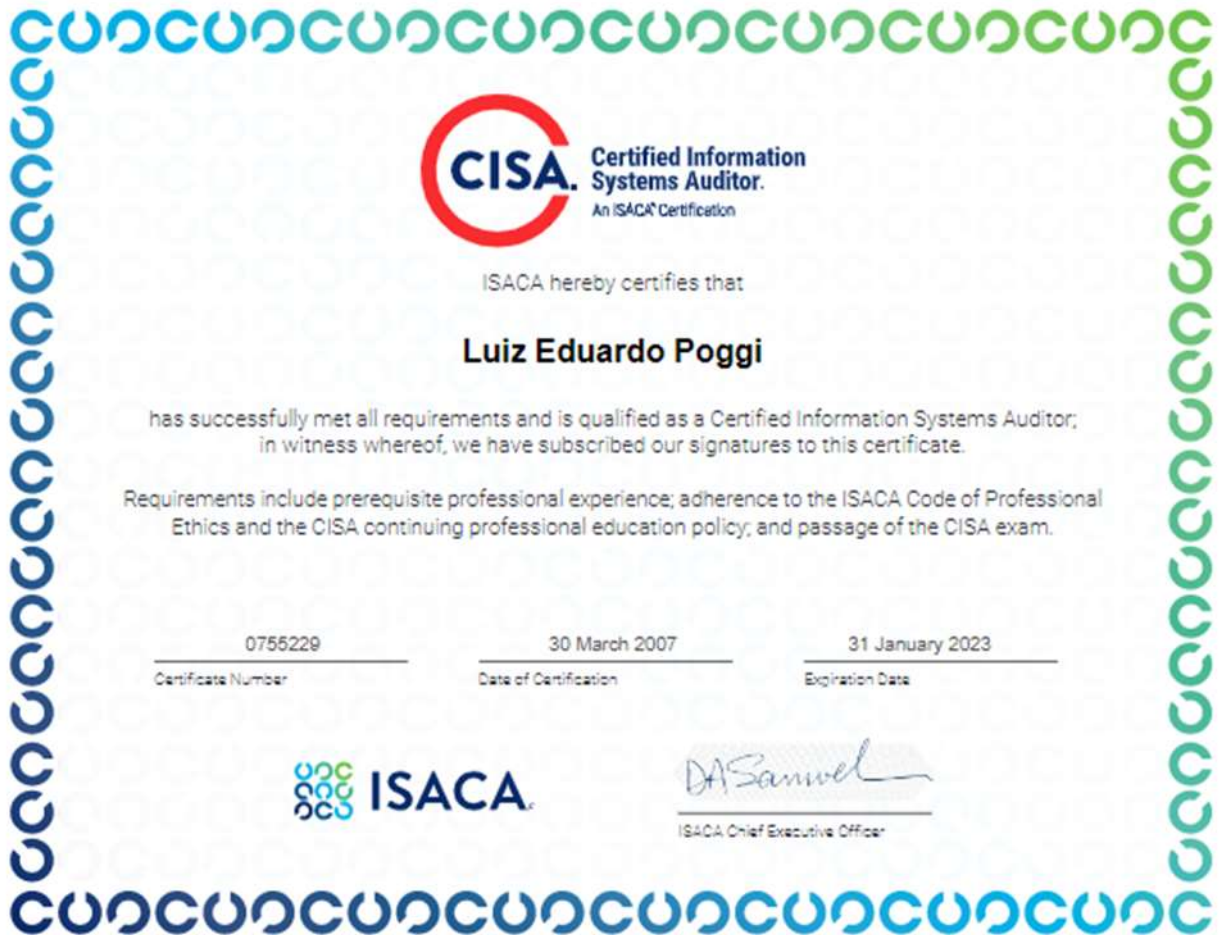 CISA.
Certified Information
Systems Auditor.
An ISACA® Certification
ISACA hereby certifies that
Luiz Eduardo Poggi
has successfully met all requirements and is qualified as a Certified Information Systems Auditor;
in witness whereof, we have subscribed our signatures to this certificate.
Requirements include prerequisite professional experience; adherence to the ISACA Code of Professional
Ethics and the CISA continuing professional education policy; and passage of the CISA exam.
0755229
30 March 2007
31 January 2023
Certificate Number
Date of Certification
Expiration Date
ISACA
DASamuel
ISACA Chief Executive Officer